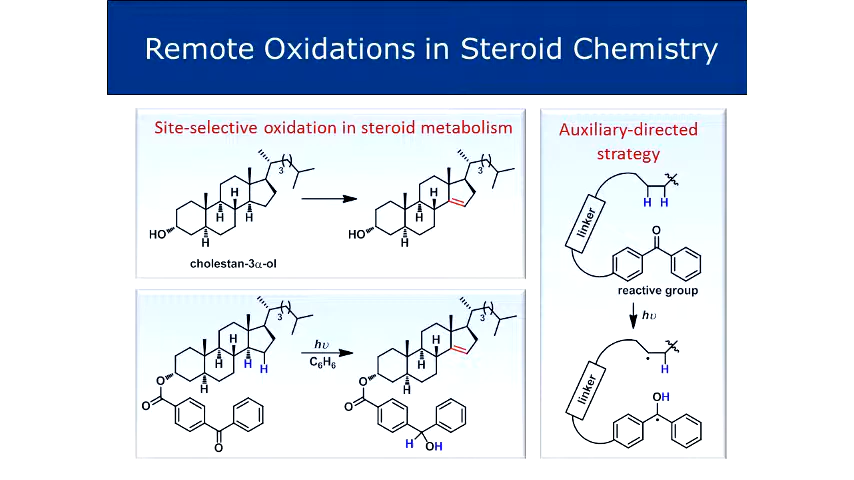 Remote Oxidations in Steroid Chemistry
Site-selective oxidation in steroid metabolism
3
H
H
H
H
HO
cholestan-3α-ol
3
H
H
H
HO
3
H
H
H
H
H
O
O
O
hυ
C6H6
3
H
H
H
O
O
H
OH
Auxiliary-directed
strategy
H H
linker
O
reactive group
hυ
H
linker
OH